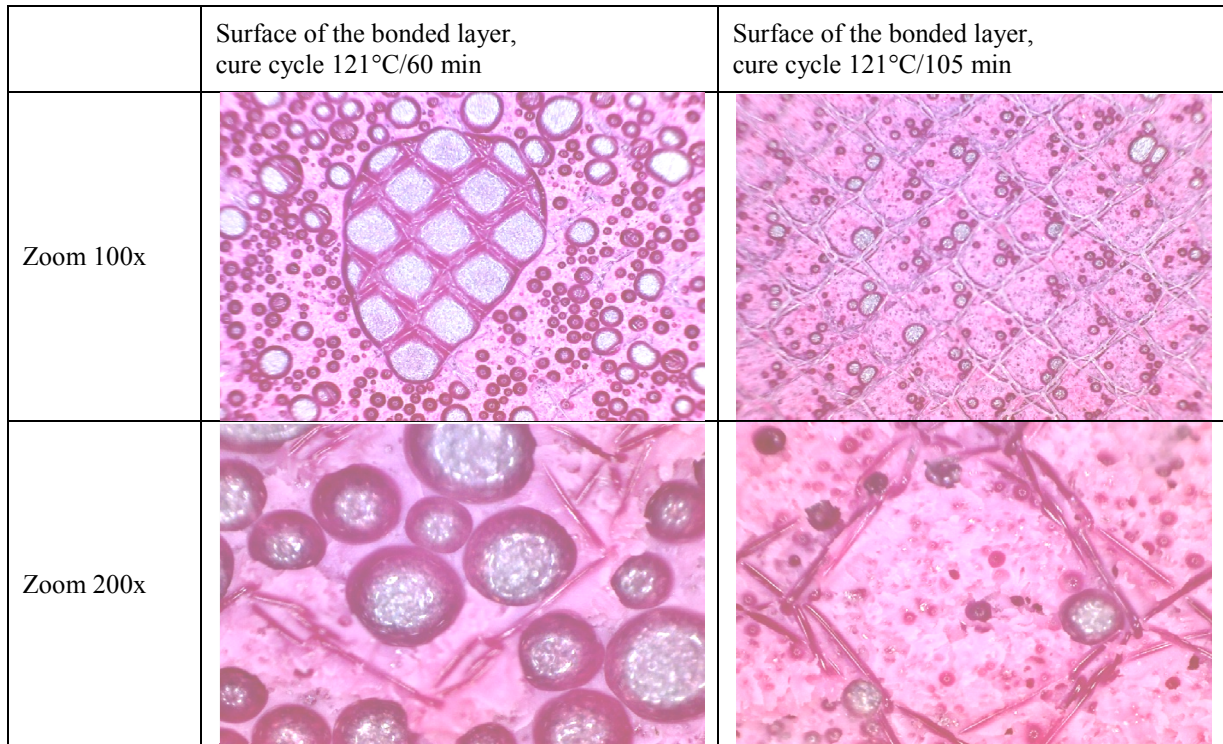 Surface of the bonded layer,
cure cycle 121°C/60 min
Surface of the bonded layer,
cure cycle 121°C/105 min
Zoom 100x
Zoom 200x